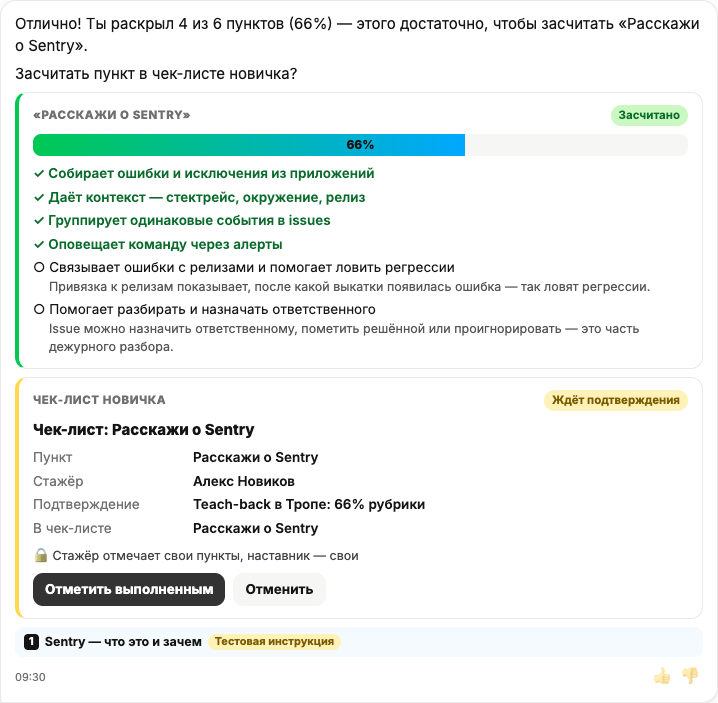 Отлично! Ты раскрыл 4 из 6 пунктов (66%) — этого достаточно, чтобы засчитать «Расскажи
о Sentry».
Засчитать пункт в чек-листе новичка?
«РАССКАЖИ О SENTRY»
Засчитано
66%
✓ Собирает ошибки и исключения из приложений
✓ Даёт контекст — стектрейс, окружение, релиз
✓ Группирует одинаковые события в issues
✓ Оповещает команду через алерты
Связывает ошибки с релизами и помогает ловить регрессии
Привязка к релизам показывает, после какой выкатки появилась ошибка — так ловят регрессии.
Помогает разбирать и назначать ответственного
Issue можно назначить ответственному, пометить решённой или проигнорировать — это часть
дежурного разбора.
ЧЕК-ЛИСТ НОВИЧКА
Ждёт подтверждения
Чек-лист: Расскажи о Sentry
Пункт Расскажи о Sentry
Стажёр Алекс Новиков
Подтверждение Teach-back в Тропе: 66% рубрики
В чек-листе Расскажи о Sentry
🔒 Стажёр отмечает свои пункты, наставник — свои
Отметить выполненным Отменить
1 Sentry — что это и зачем Тестовая инструкция
09:30